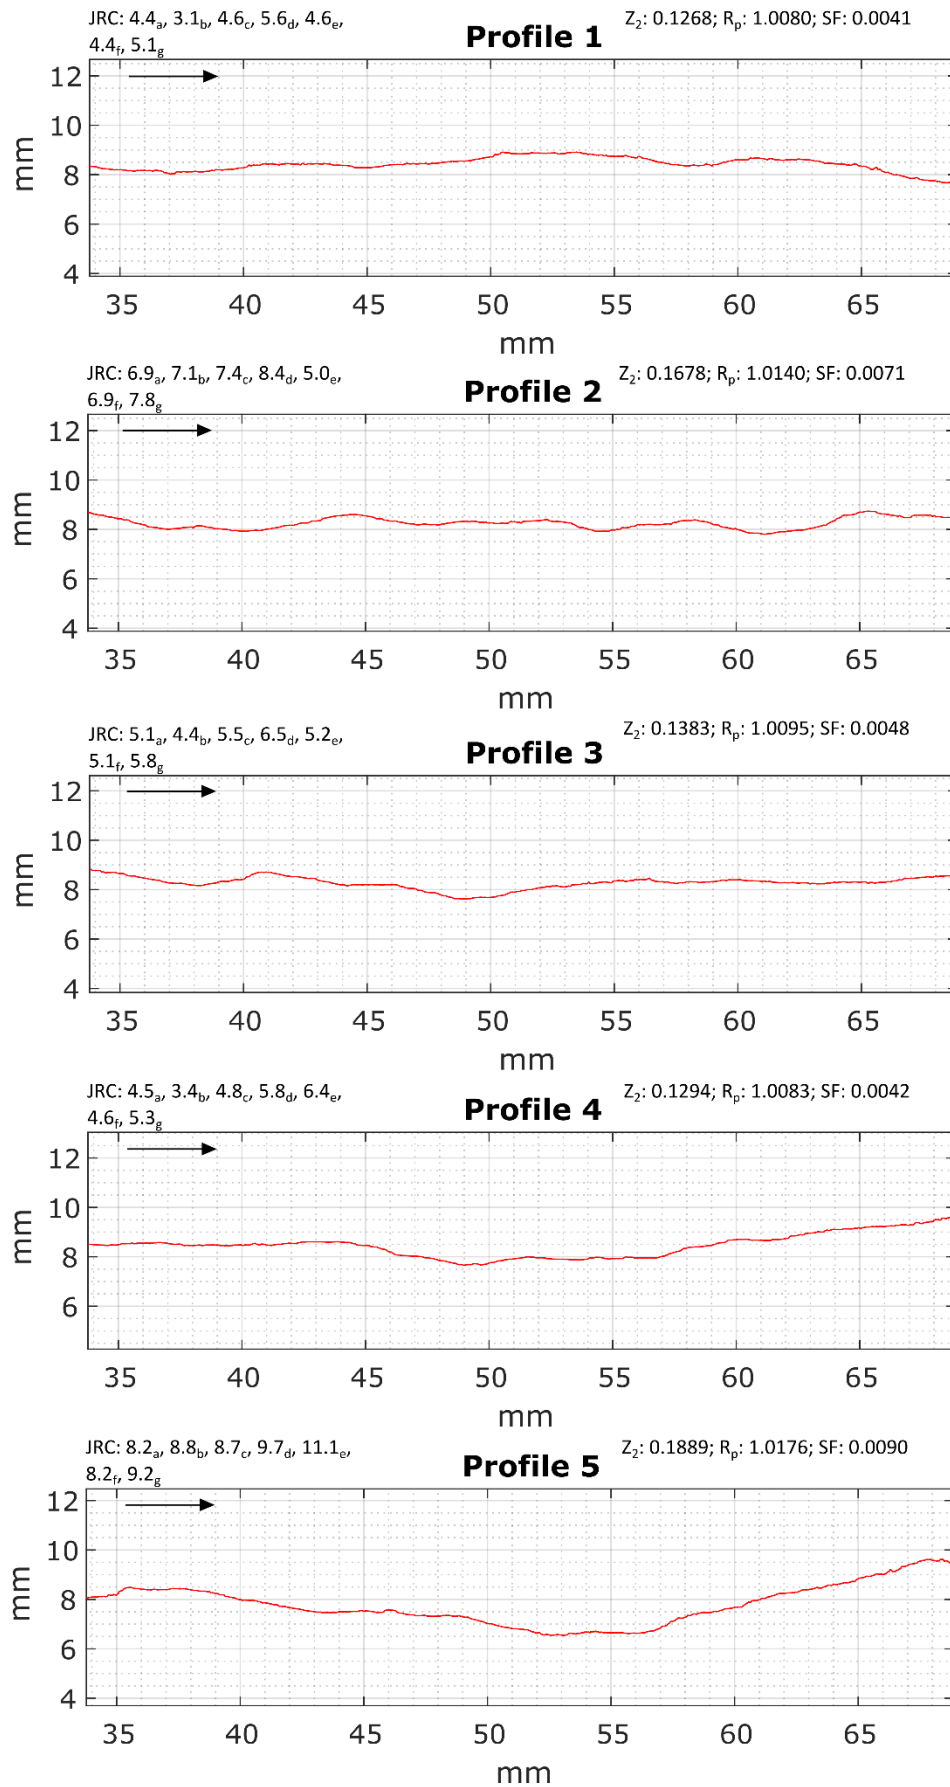 JRC: 4.4a, 3.1b, 4.6c, 5.6d, 4.6e,
4.4f, 5.1g
Profile 1
Z2: 0.1268; Rp: 1.0080; SF: 0.0041
12
10
8
6
4
mm
35 40 45 50 55 60 65
mm
JRC: 6.9a, 7.1b, 7.4c, 8.4d, 5.0e,
6.9f, 7.8g
Profile 2
Z2: 0.1678; Rp: 1.0140; SF: 0.0071
12
10
8
6
4
mm
35 40 45 50 55 60 65
mm
JRC: 5.1a, 4.4b, 5.5c, 6.5d, 5.2e,
5.1f, 5.8g
Profile 3
Z2: 0.1383; Rp: 1.0095; SF: 0.0048
12
10
8
6
4
mm
35 40 45 50 55 60 65
mm
JRC: 4.5a, 3.4b, 4.8c, 5.8d, 6.4e,
4.6f, 5.3g
Profile 4
Z2: 0.1294; Rp: 1.0083; SF: 0.0042
12
10
8
6
mm
35 40 45 50 55 60 65
mm
JRC: 8.2a, 8.8b, 8.7c, 9.7d, 11.1e,
8.2f, 9.2g
Profile 5
Z2: 0.1889; Rp: 1.0176; SF: 0.0090
12
10
8
6
4
mm
35 40 45 50 55 60 65
mm